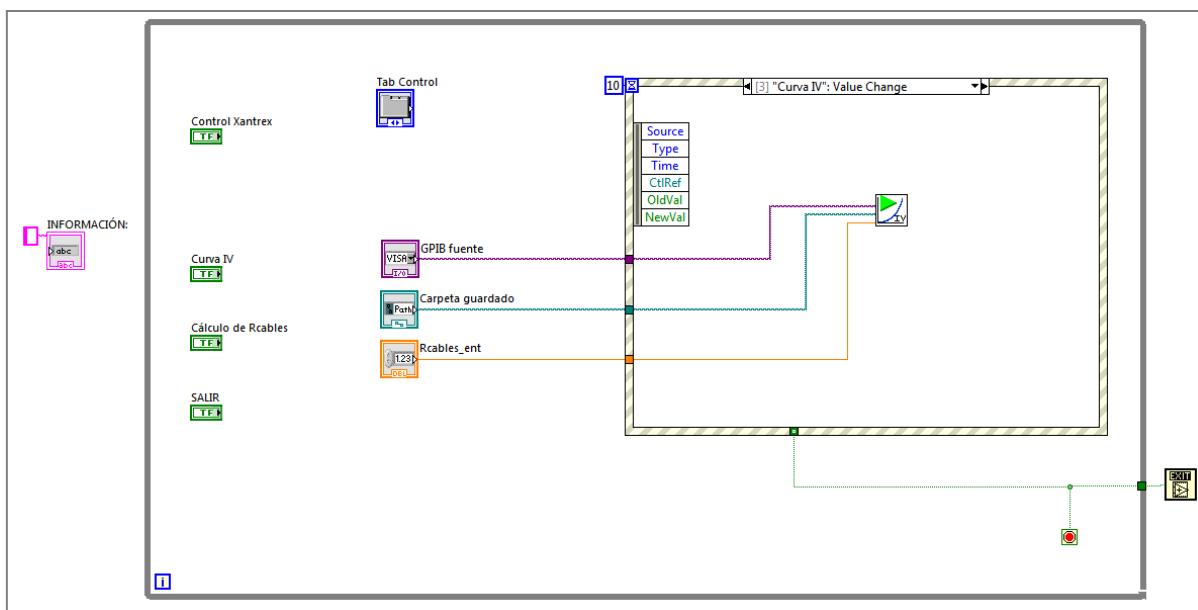 Tab Control
10
[3] "Curva IV": Value Change
Control Xantrex
TF
Source
Type
Time
CtlRef
OldVal
NewVal
INFORMACIÓN:
abc
abc
IV
GPIB fuente
VISA
I/O
Curva IV
TF
Carpeta guardado
Path
Cálculo de Rcables
TF
Rcables_ent
1.23
DBL
SALIR
TF
EXIT
i